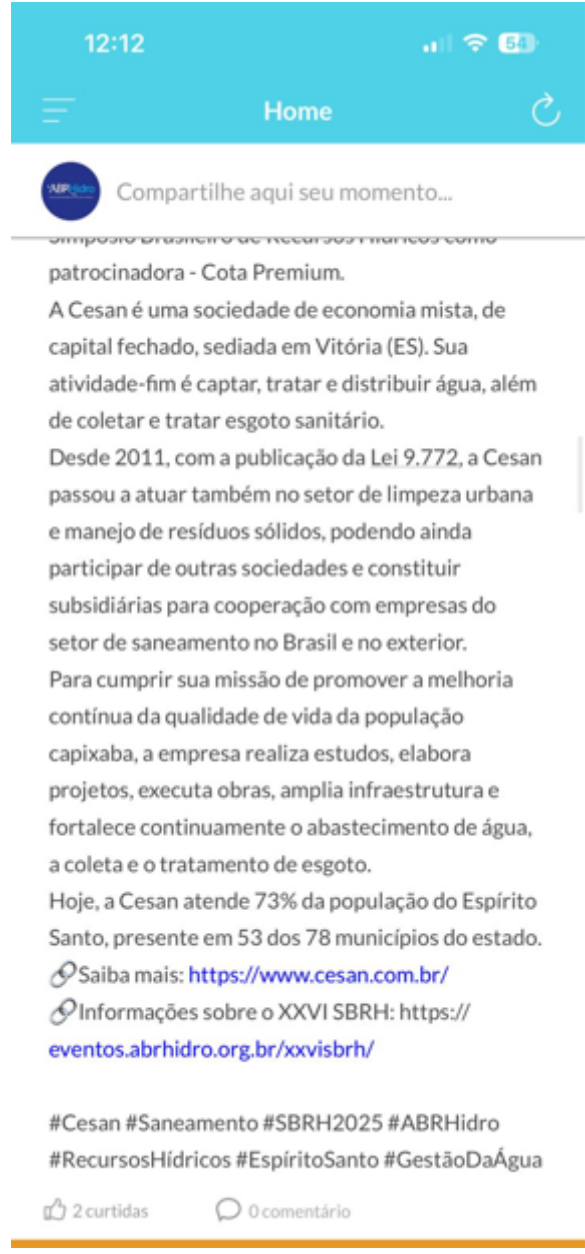 12:12
54
Home
ABRHidro
Compartilhe aqui seu momento...
Simpósio Brasileiro de Recursos Hídricos como
patrocinadora - Cota Premium.
A Cesan é uma sociedade de economia mista, de
capital fechado, sediada em Vitória (ES). Sua
atividade-fim é captar, tratar e distribuir água, além
de coletar e tratar esgoto sanitário.
Desde 2011, com a publicação da Lei 9.772, a Cesan
passou a atuar também no setor de limpeza urbana
e manejo de resíduos sólidos, podendo ainda
participar de outras sociedades e constituir
subsidiárias para cooperação com empresas do
setor de saneamento no Brasil e no exterior.
Para cumprir sua missão de promover a melhoria
contínua da qualidade de vida da população
capixaba, a empresa realiza estudos, elabora
projetos, executa obras, amplia infraestrutura e
fortalece continuamente o abastecimento de água,
a coleta e o tratamento de esgoto.
Hoje, a Cesan atende 73% da população do Espírito
Santo, presente em 53 dos 78 municípios do estado.
🔗Saiba mais: https://www.cesan.com.br/
🔗Informações sobre o XXVI SBRH: https://
eventos.abrhidro.org.br/xxvisbrh/
#Cesan #Saneamento #SBRH2025 #ABRHidro
#RecursosHídricos #EspíritoSanto #GestãoDaÁgua
2 curtidas
0 comentário